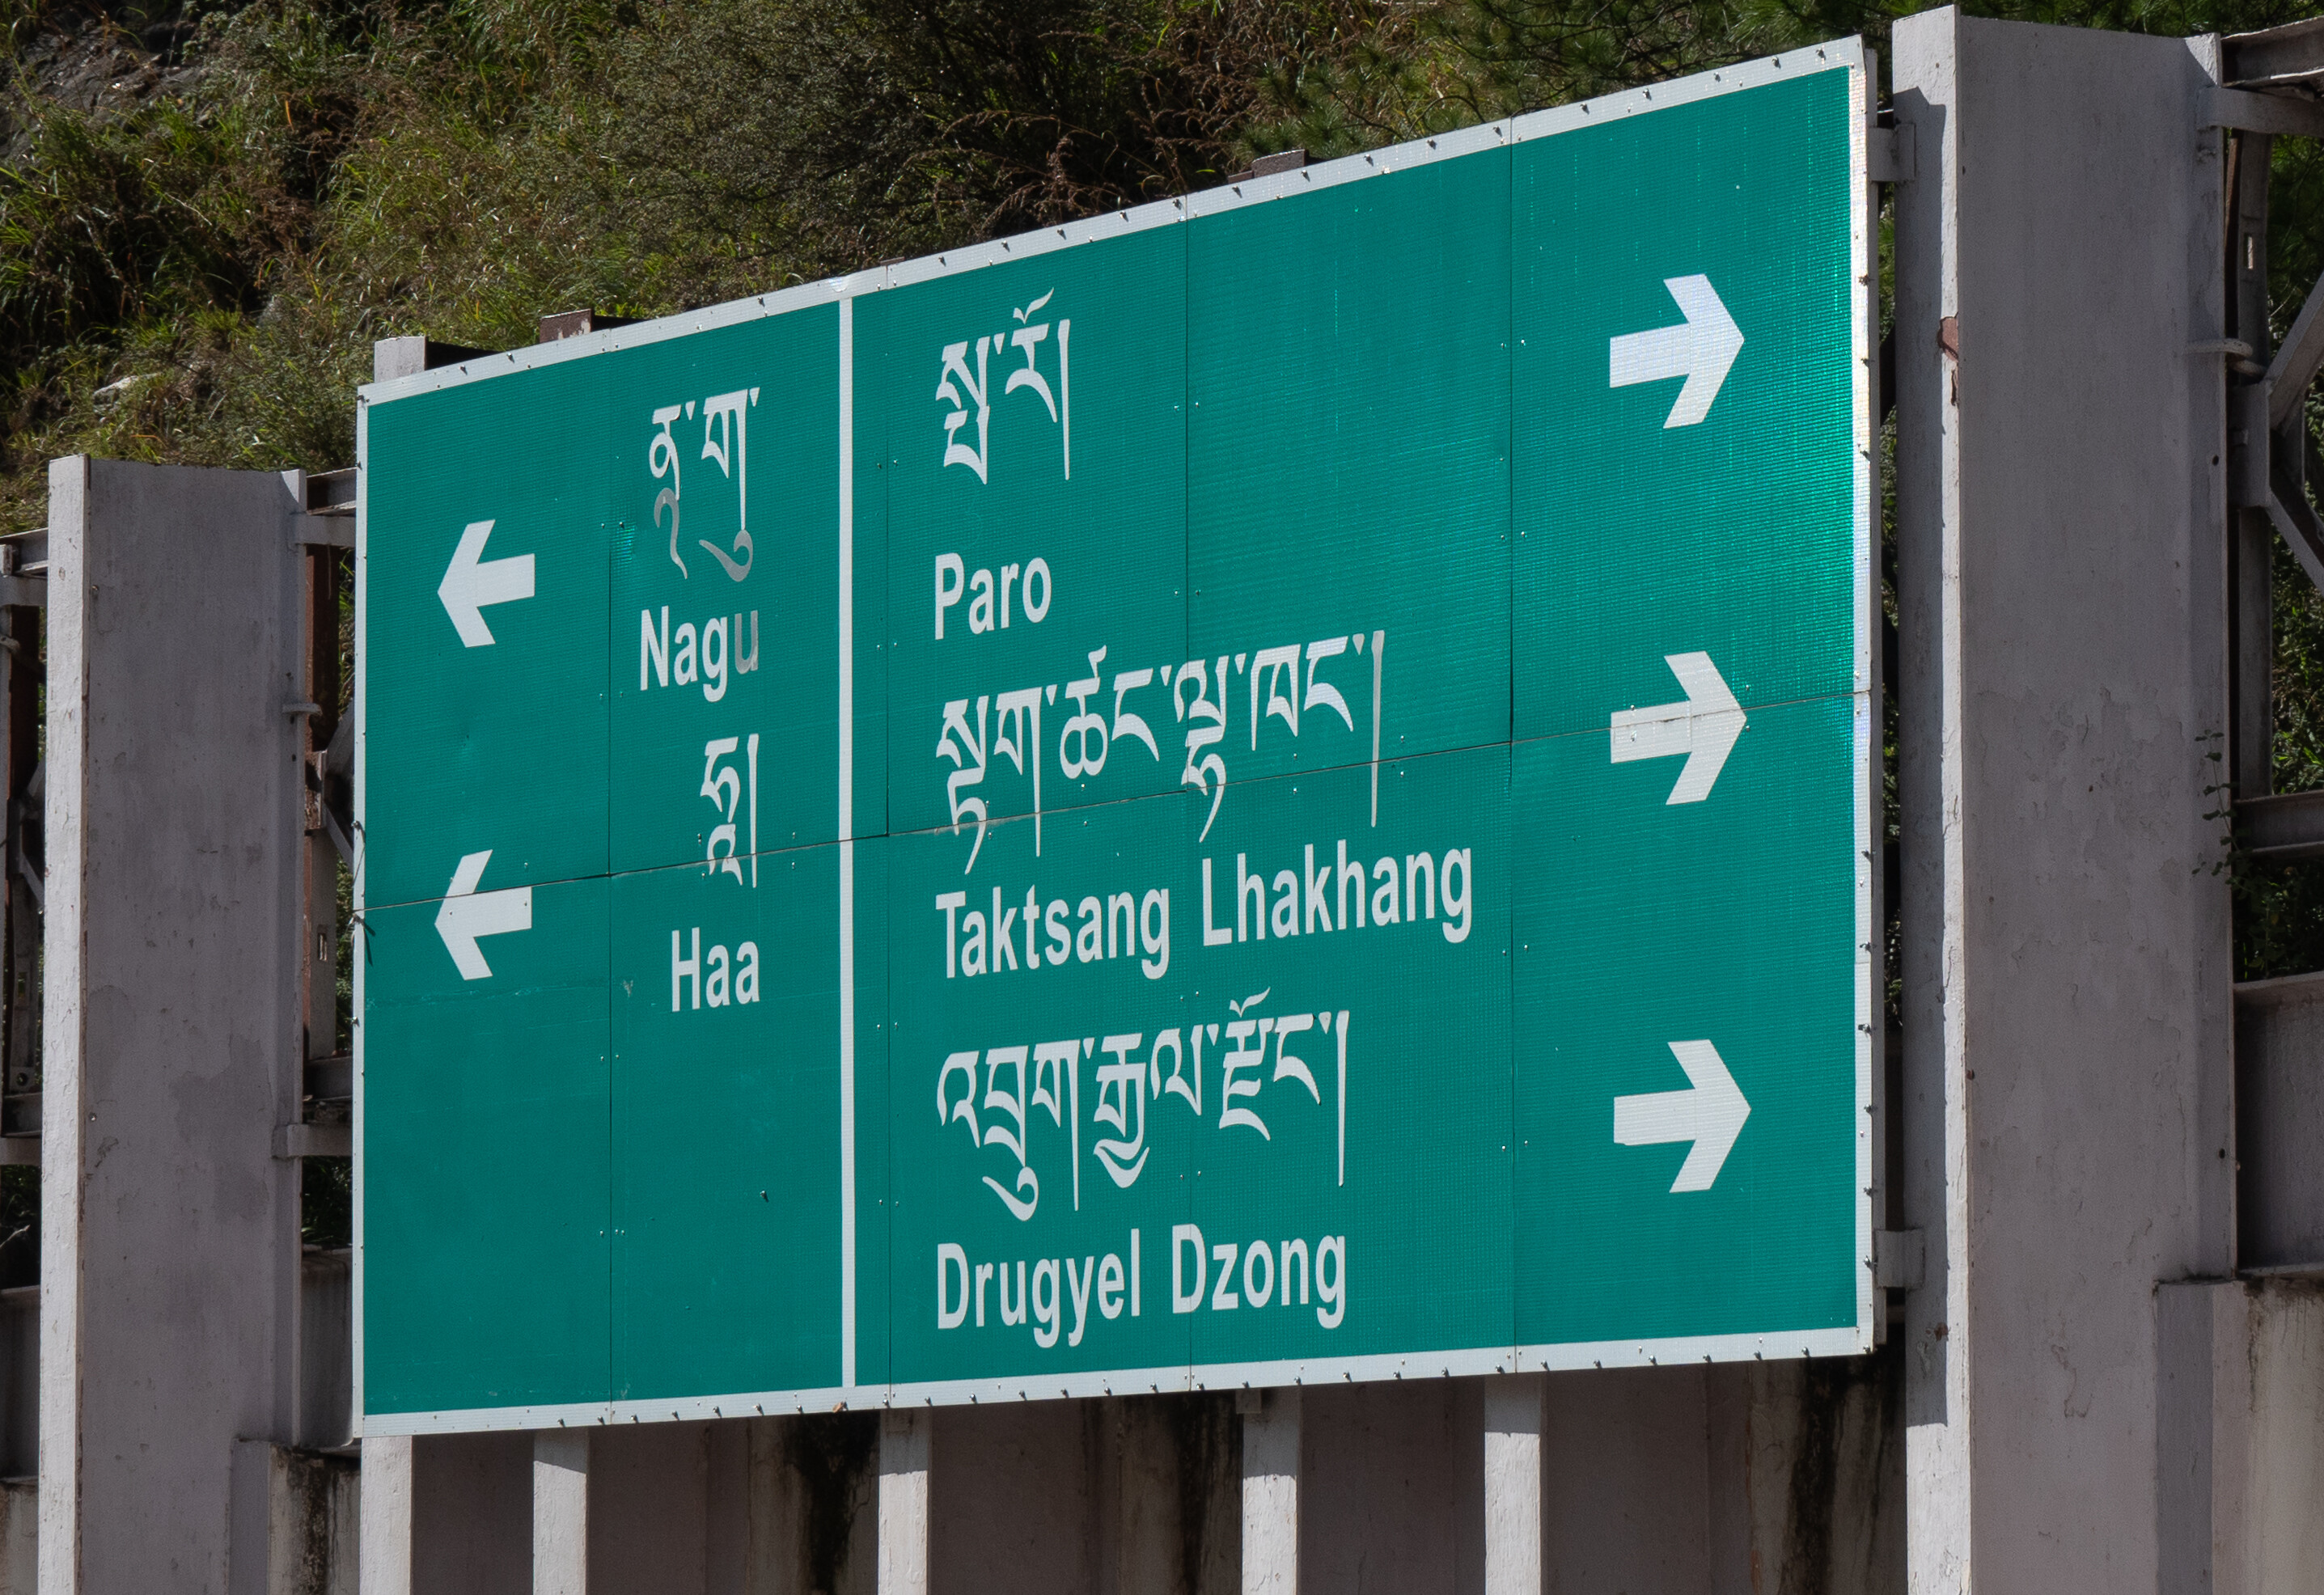 ན་གུ
Nagu
ཧཱ།
Haa
སྤ་རོ།
Paro
སྟག་ཚང་ལྷ་ཁང༌།
Taktsang Lhakhang
འབྲུག་རྒྱལ་རྫོང༌།
Drugyel Dzong